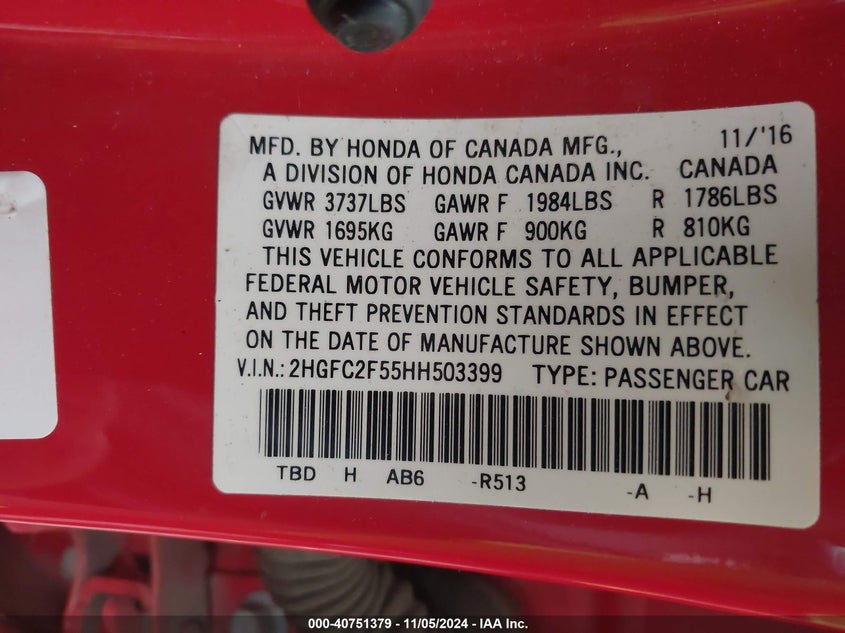 MFD. BY HONDA OF CANADA MFG., 11/'16
A DIVISION OF HONDA CANADA INC. CANADA
GVWR 3737LBS GAWR F 1984LBS R 1786LBS
GVWR 1695KG GAWR F 900KG R 810KG
THIS VEHICLE CONFORMS TO ALL APPLICABLE
FEDERAL MOTOR VEHICLE SAFETY, BUMPER,
AND THEFT PREVENTION STANDARDS IN EFFECT
ON THE DATE OF MANUFACTURE SHOWN ABOVE.
V.I.N.: 2HGFC2F55HH503399 TYPE: PASSENGER CAR
TBD H AB6 -R513 -A -H
000-40751379 - 11/05/2024 - IAA Inc.